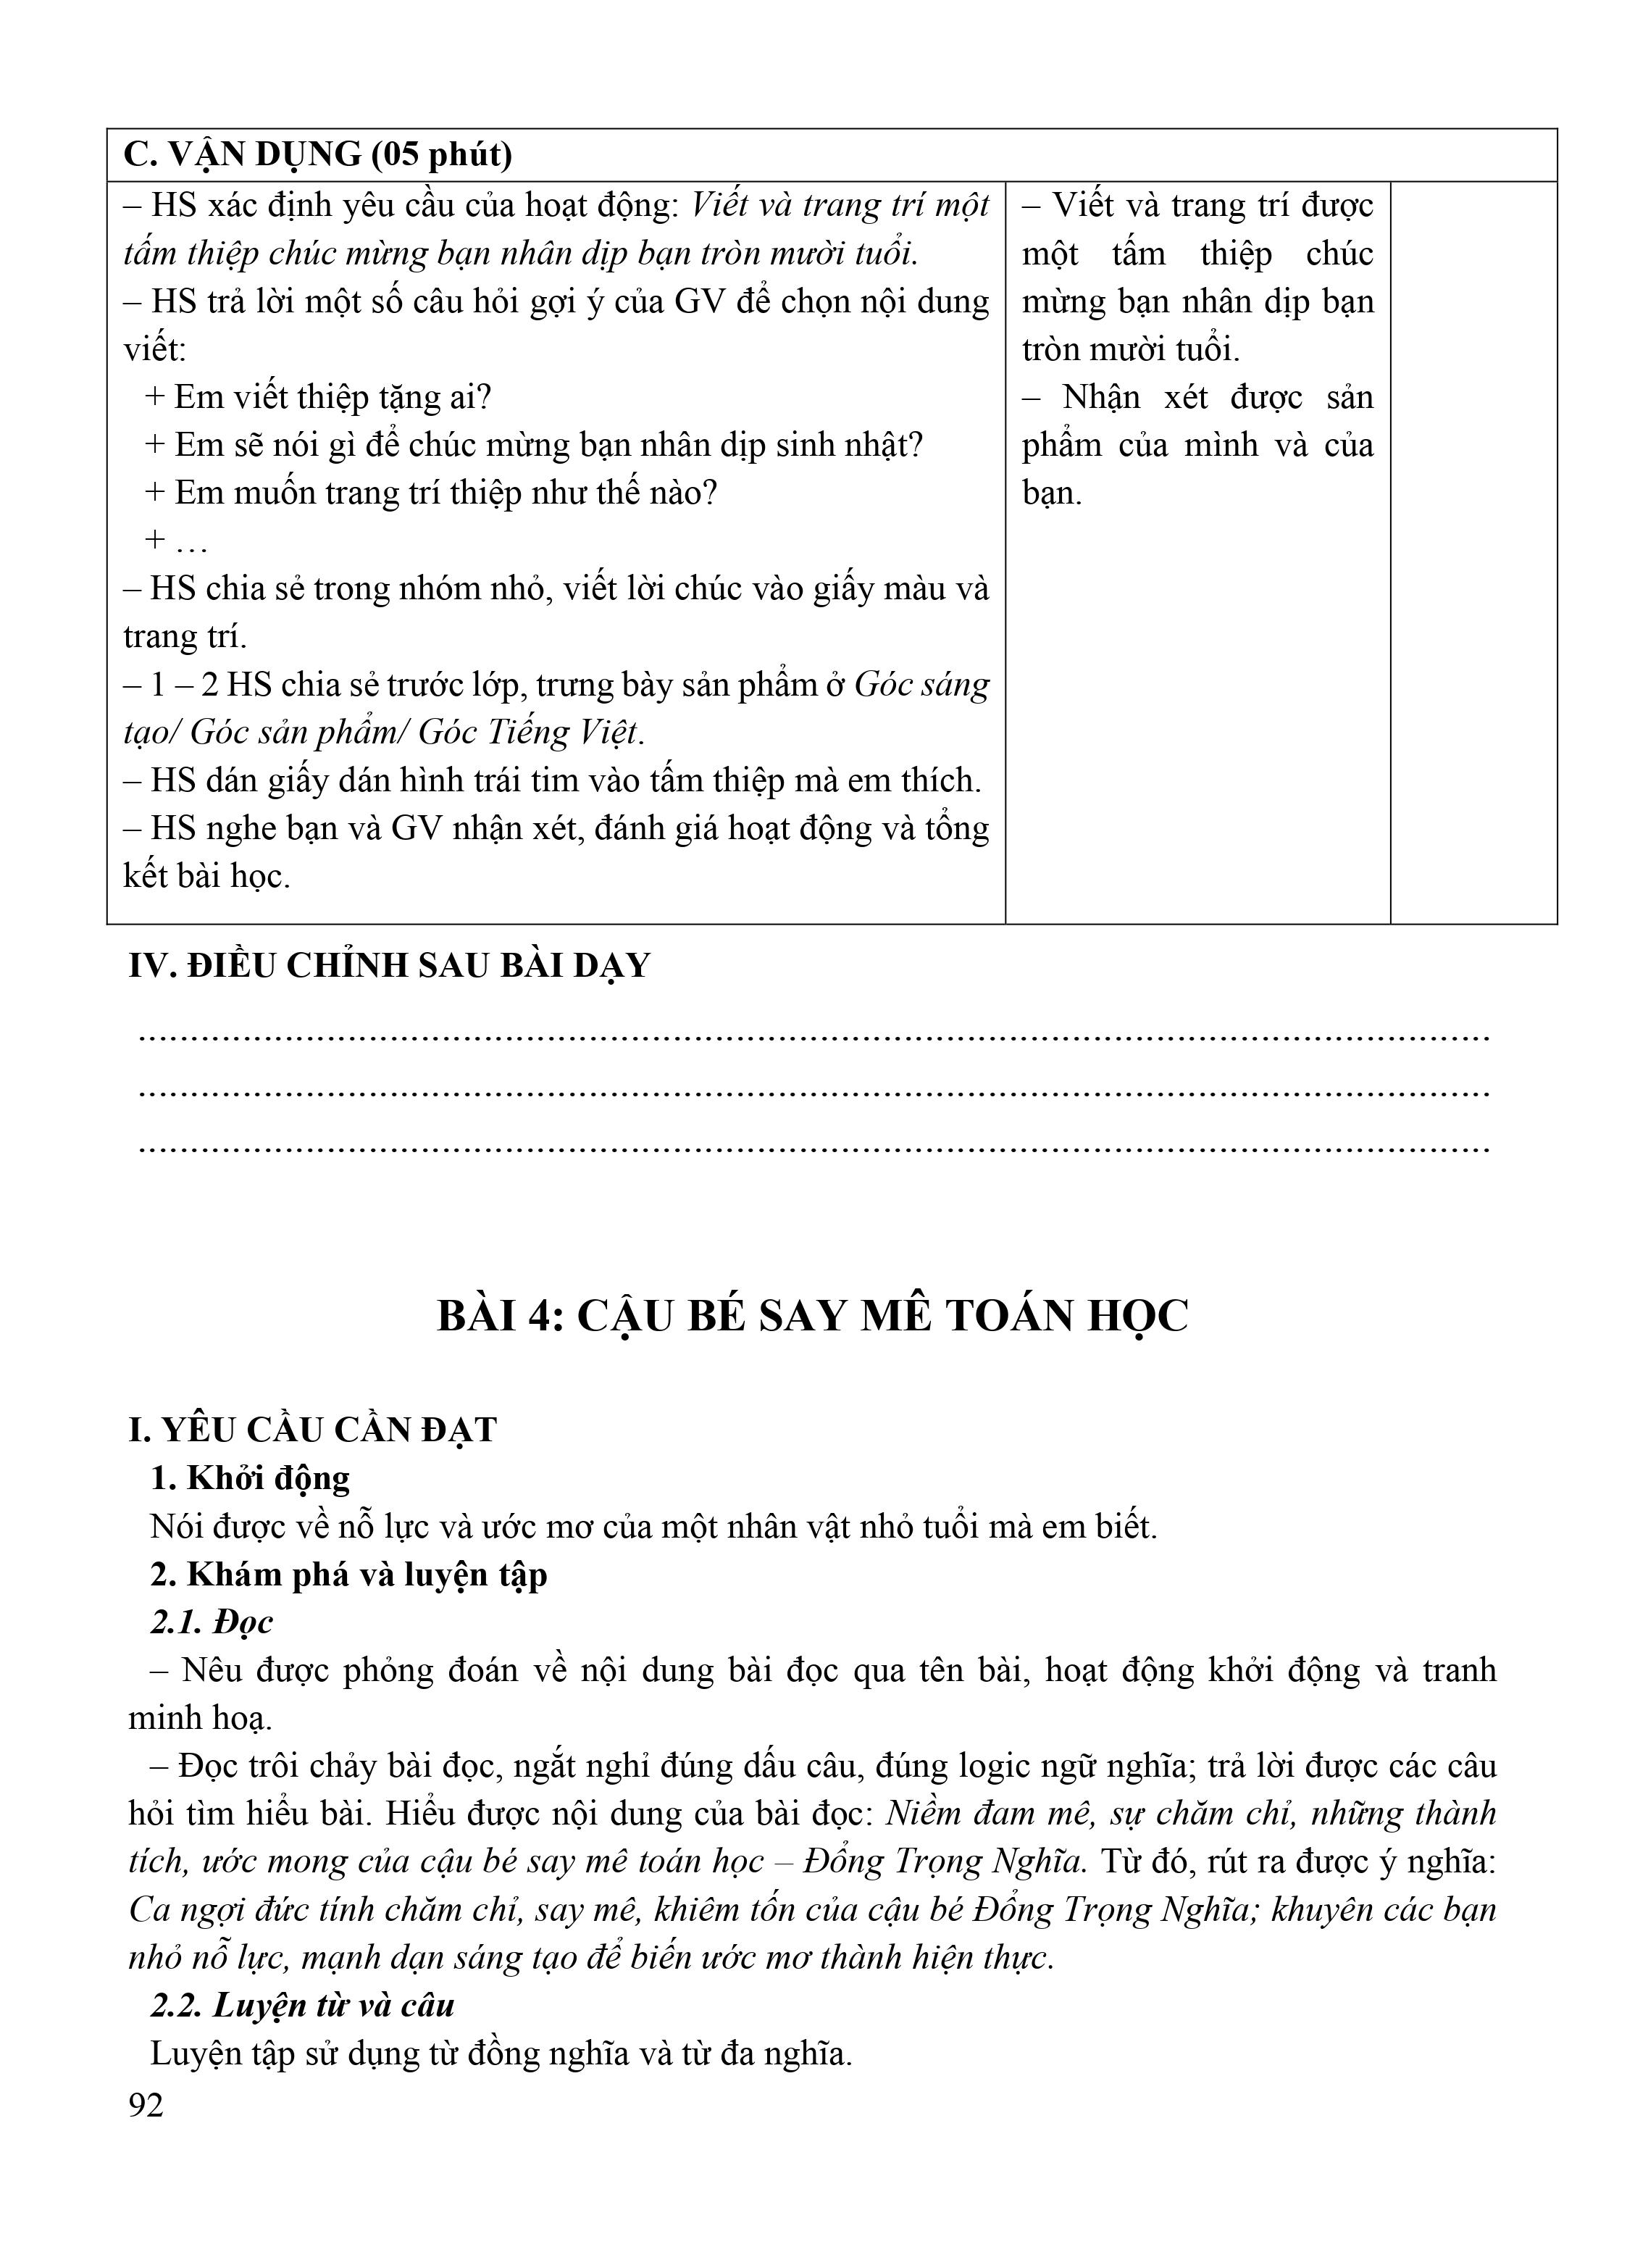 C. VẬN DỤNG (05 phút)
– HS xác định yêu cầu của hoạt động: Viết và trang trí một
tấm thiệp chúc mừng bạn nhân dịp bạn tròn mười tuổi.
– HS trả lời một số câu hỏi gợi ý của GV để chọn nội dung
viết:
+ Em viết thiệp tặng ai?
+ Em sẽ nói gì để chúc mừng bạn nhân dịp sinh nhật?
+ Em muốn trang trí thiệp như thế nào?
+ …
– HS chia sẻ trong nhóm nhỏ, viết lời chúc vào giấy màu và
trang trí.
– 1 – 2 HS chia sẻ trước lớp, trưng bày sản phẩm ở Góc sáng
tạo/ Góc sản phẩm/ Góc Tiếng Việt.
– HS dán giấy dán hình trái tim vào tấm thiệp mà em thích.
– HS nghe bạn và GV nhận xét, đánh giá hoạt động và tổng
kết bài học.
– Viết và trang trí được
một tấm thiệp chúc
mừng bạn nhân dịp bạn
tròn mười tuổi.
– Nhận xét được sản
phẩm của mình và của
bạn.
IV. ĐIỀU CHỈNH SAU BÀI DẠY
BÀI 4: CẬU BÉ SAY MÊ TOÁN HỌC
I. YÊU CẦU CẦN ĐẠT
1. Khởi động
Nói được về nỗ lực và ước mơ của một nhân vật nhỏ tuổi mà em biết.
2. Khám phá và luyện tập
2.1. Đọc
– Nêu được phỏng đoán về nội dung bài đọc qua tên bài, hoạt động khởi động và tranh
minh hoạ.
– Đọc trôi chảy bài đọc, ngắt nghỉ đúng dấu câu, đúng logic ngữ nghĩa; trả lời được các câu
hỏi tìm hiểu bài. Hiểu được nội dung của bài đọc: Niềm đam mê, sự chăm chỉ, những thành
tích, ước mong của cậu bé say mê toán học – Đổng Trọng Nghĩa. Từ đó, rút ra được ý nghĩa:
Ca ngợi đức tính chăm chỉ, say mê, khiêm tốn của cậu bé Đổng Trọng Nghĩa; khuyên các bạn
nhỏ nỗ lực, mạnh dạn sáng tạo để biến ước mơ thành hiện thực.
2.2. Luyện từ và câu
Luyện tập sử dụng từ đồng nghĩa và từ đa nghĩa.
92